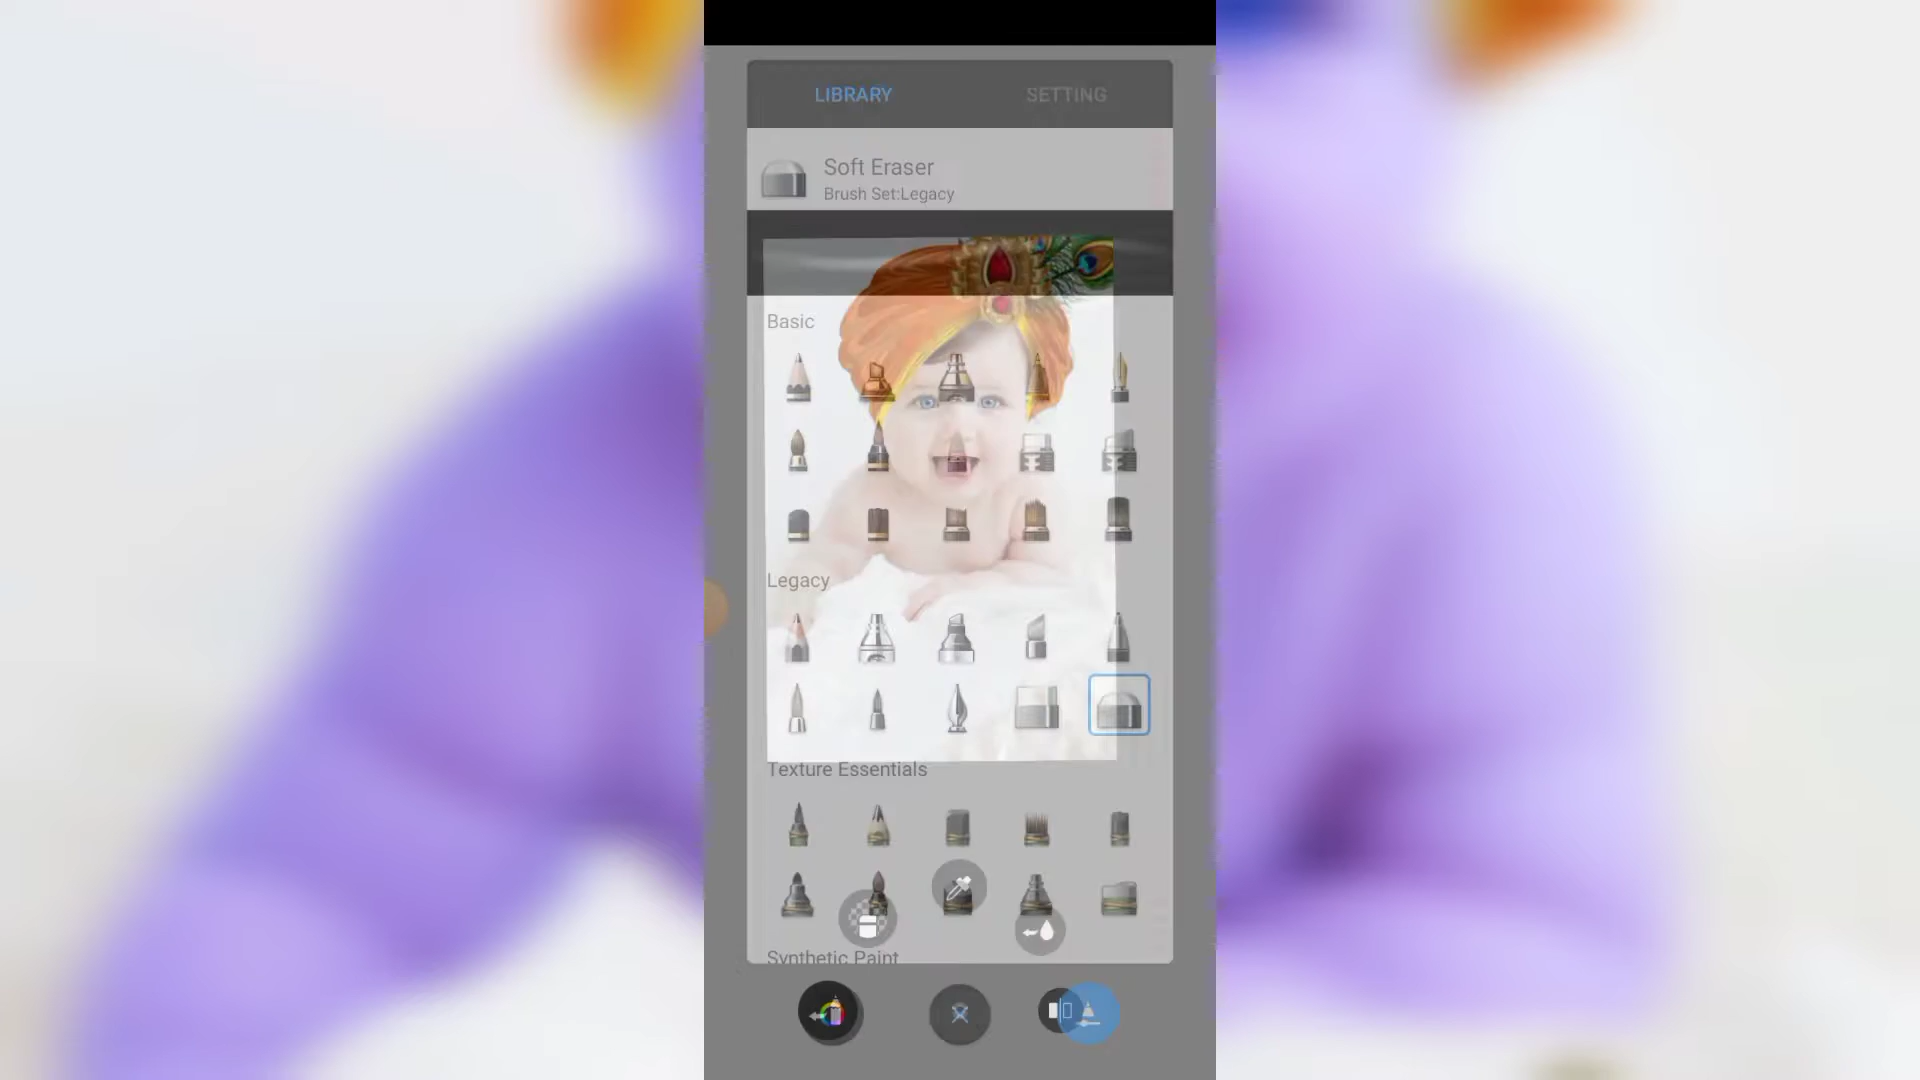 LIBRARY
SETTING
Soft Eraser
Brush Set:Legacy
Basic
Legacy
Texture Essentials
Synthetic Paint